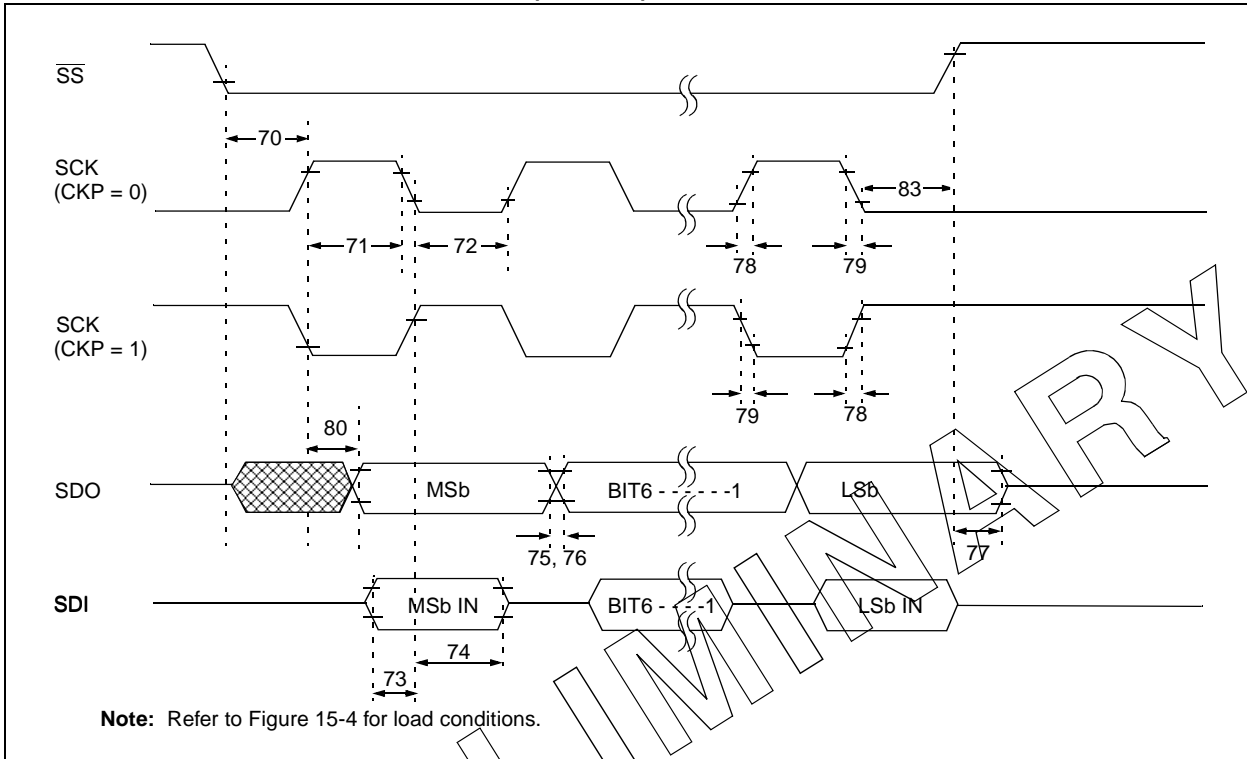 SS
70
SCK
(CKP = 0)
83
71
72
78
79
SCK
(CKP = 1)
79
78
80
SDO
MSb
BIT6 - - - - - -1
LSb
75, 76
77
SDI
MSb IN
BIT6 - - - -1
LSb IN
74
73
Note: Refer to Figure 15-4 for load conditions.
LIMINARY